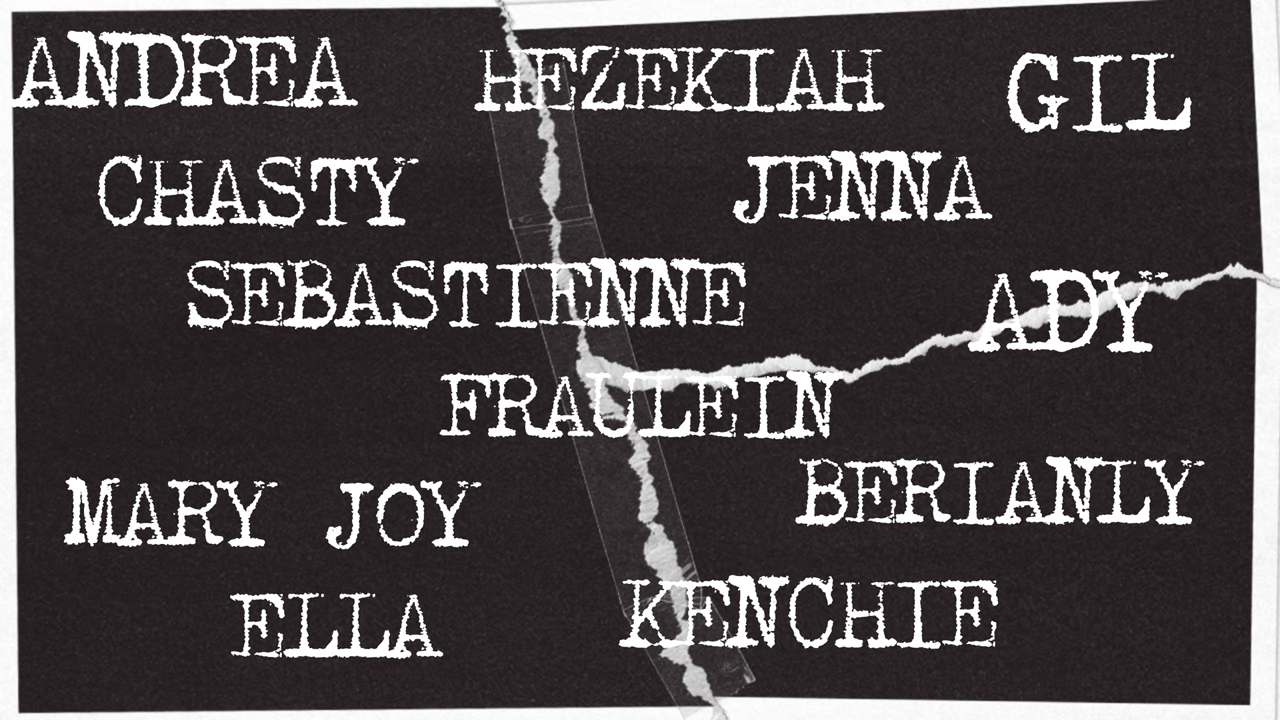 ANDREA HEZEKIAH GIL
CHASTY JENNA
SEBASTIENNE ADY
FRAULEIN
MARY JOY BERIANLY
ELLA KENCHIE